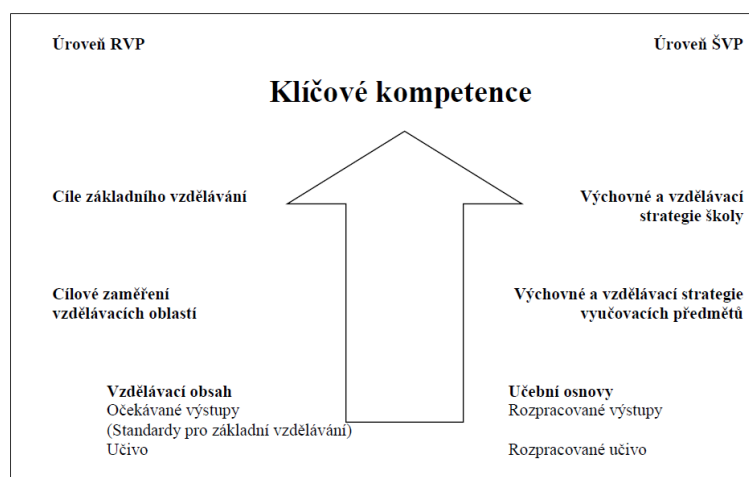 Úroveň RVP
Úroveň ŠVP
Klíčové kompetence
Cíle základního vzdělávání
Výchovné a vzdělávací
strategie školy
Cílové zaměření
vzdělávacích oblastí
Výchovné a vzdělávací strategie
vyučovacích předmětů
Vzdělávací obsah
Očekávané výstupy
(Standardy pro základní vzdělávání)
Učivo
Učební osnovy
Rozpracované výstupy
Rozpracované učivo